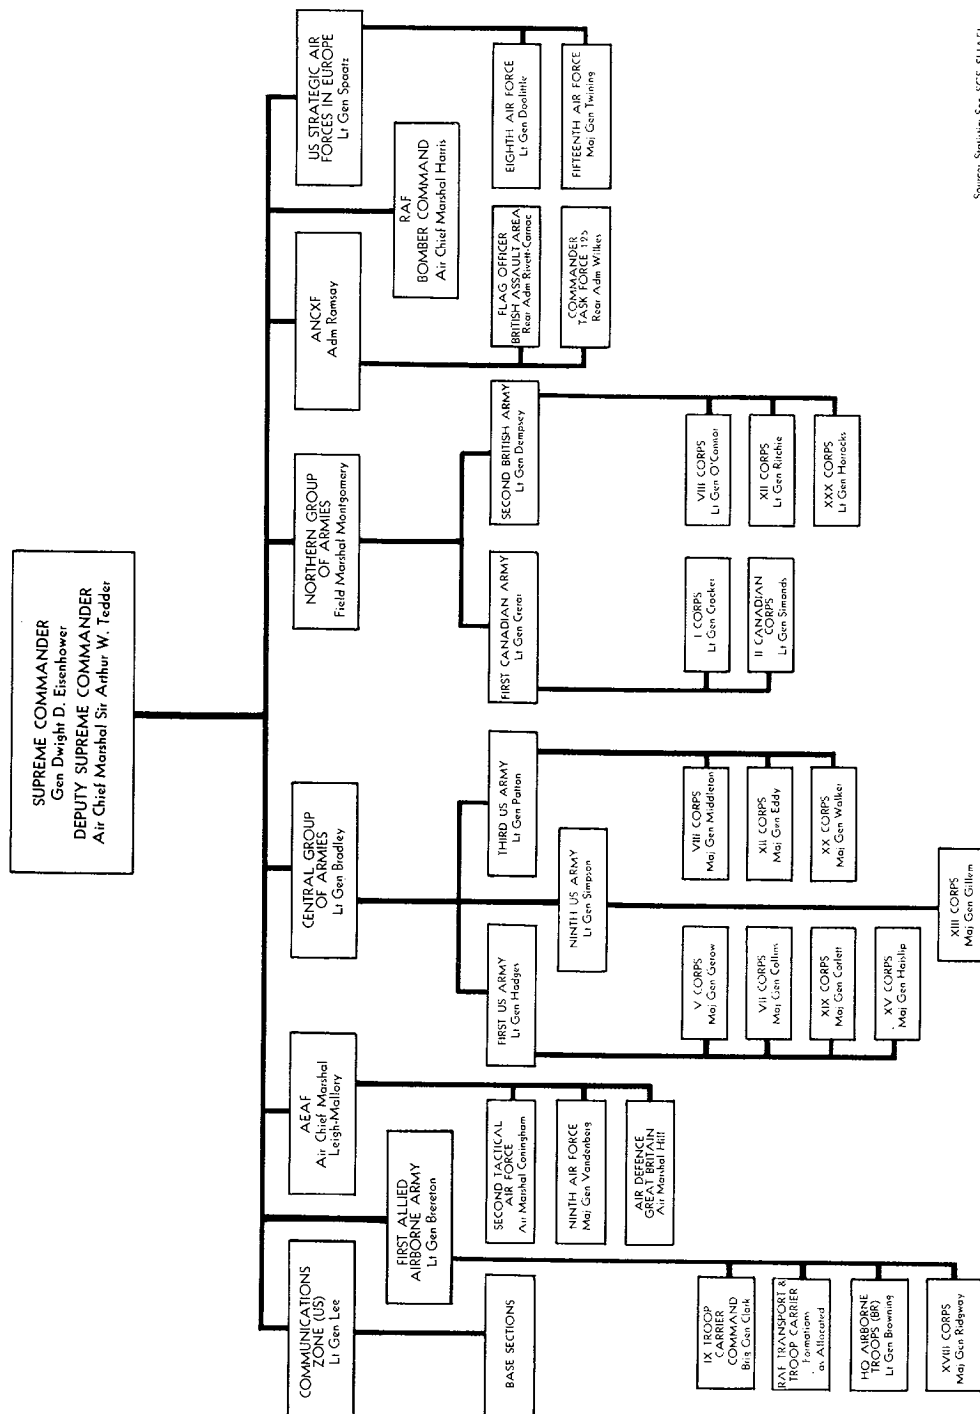 SUPREME COMMANDER
Gen Dwight D. Eisenhower
DEPUTY SUPREME COMMANDER
Air Chief Marshal Sir Arthur W. Tedder
COMMUNICATIONS
ZONE (US)
Lt Gen Lee
BASE SECTIONS
FIRST ALLIED
AIRBORNE ARMY
Lt Gen Brereton
IX TROOP
CARRIER
COMMAND
Brig Gen Clark
RAF TRANSPORT &
TROOP CARRIER
Formations
as Allocated
HQ AIRBORNE
TROOPS (BR)
Lt Gen Browning
XVIII CORPS
Maj Gen Ridgway
AEAF
Air Chief Marshal
Leigh-Mallory
SECOND TACTICAL
AIR FORCE
Air Marshal Coningham
NINTH AIR FORCE
Maj Gen Vandenberg
AIR DEFENCE
GREAT BRITAIN
Air Marshal Hill
CENTRAL GROUP
OF ARMIES
Lt Gen Bradley
FIRST US ARMY
Lt Gen Hodges
V CORPS
Maj Gen Gerow
VII CORPS
Maj Gen Collins
XIX CORPS
Maj Gen Corlett
XV CORPS
Maj Gen Haislip
NINTH US ARMY
Lt Gen Simpson
XIII CORPS
Maj Gen Gillem
THIRD US ARMY
Lt Gen Patton
VIII CORPS
Maj Gen Middleton
XII CORPS
Maj Gen Eddy
XX CORPS
Maj Gen Walker
NORTHERN GROUP
OF ARMIES
Field Marshal Montgomery
FIRST CANADIAN ARMY
Lt Gen Crerar
I CORPS
Lt Gen Crocker
II CANADIAN
CORPS
Lt Gen Simonds
SECOND BRITISH ARMY
Lt Gen Dempsey
VIII CORPS
Lt Gen O'Connor
XII CORPS
Lt Gen Ritchie
XXX CORPS
Lt Gen Horrocks
ANCXF
Adm Ramsay
FLAG OFFICER
BRITISH ASSAULT AREA
Rear Adm Rivett-Carnac
COMMANDER
TASK FORCE 125
Rear Adm Wilkes
RAF
BOMBER COMMAND
Air Chief Marshal Harris
US STRATEGIC AIR
FORCES IN EUROPE
Lt Gen Spaatz
EIGHTH AIR FORCE
Lt Gen Doolittle
FIFTEENTH AIR FORCE
Maj Gen Twining